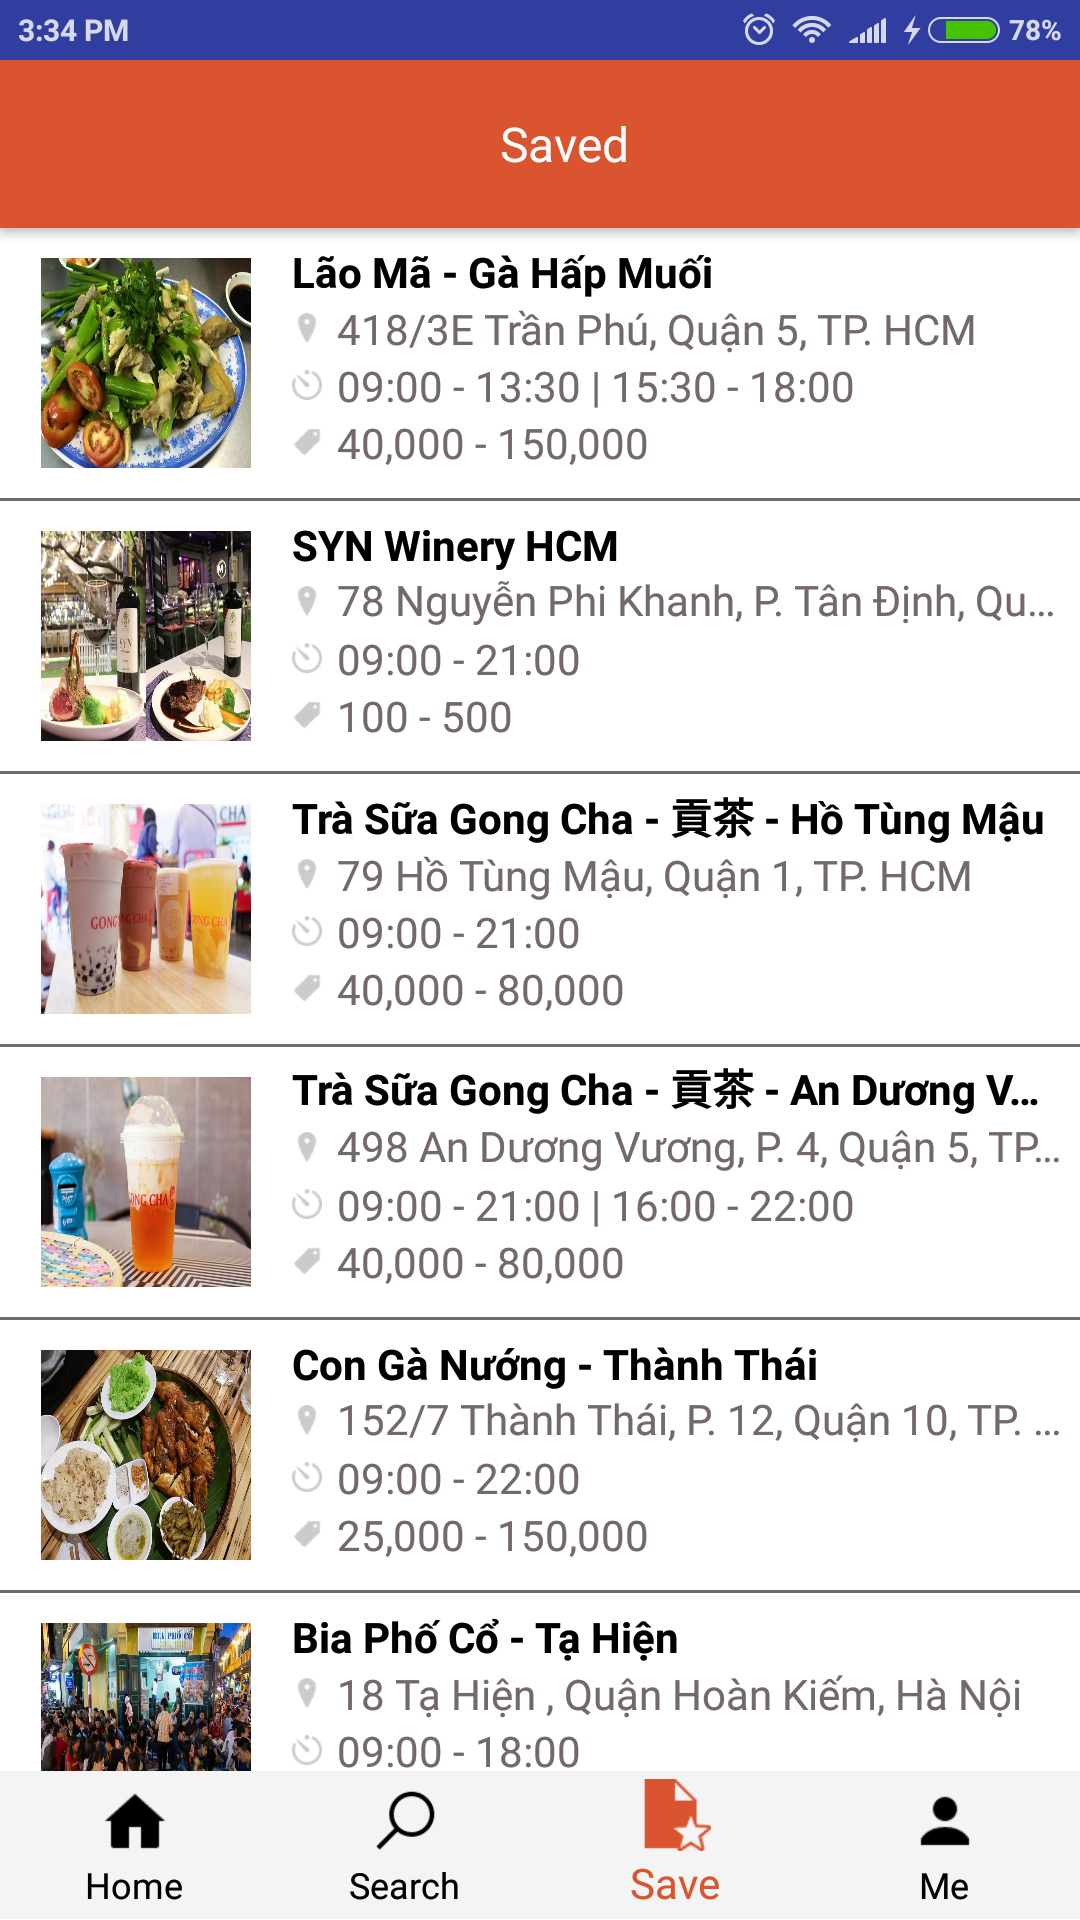 3:34 PM
78%
Saved
Lão Mã - Gà Hấp Muối
418/3E Trần Phú, Quận 5, TP. HCM
09:00 - 13:30 | 15:30 - 18:00
40,000 - 150,000
SYN Winery HCM
78 Nguyễn Phi Khanh, P. Tân Định, Qu...
09:00 - 21:00
100 - 500
Trà Sữa Gong Cha - 貢茶 - Hồ Tùng Mậu
79 Hồ Tùng Mậu, Quận 1, TP. HCM
09:00 - 21:00
40,000 - 80,000
Trà Sữa Gong Cha - 貢茶 - An Dương V...
498 An Dương Vương, P. 4, Quận 5, TP...
09:00 - 21:00 | 16:00 - 22:00
40,000 - 80,000
Con Gà Nướng - Thành Thái
152/7 Thành Thái, P. 12, Quận 10, TP. ...
09:00 - 22:00
25,000 - 150,000
Bia Phố Cổ - Tạ Hiện
18 Tạ Hiện , Quận Hoàn Kiếm, Hà Nội
09:00 - 18:00
Home
Search
Save
Me